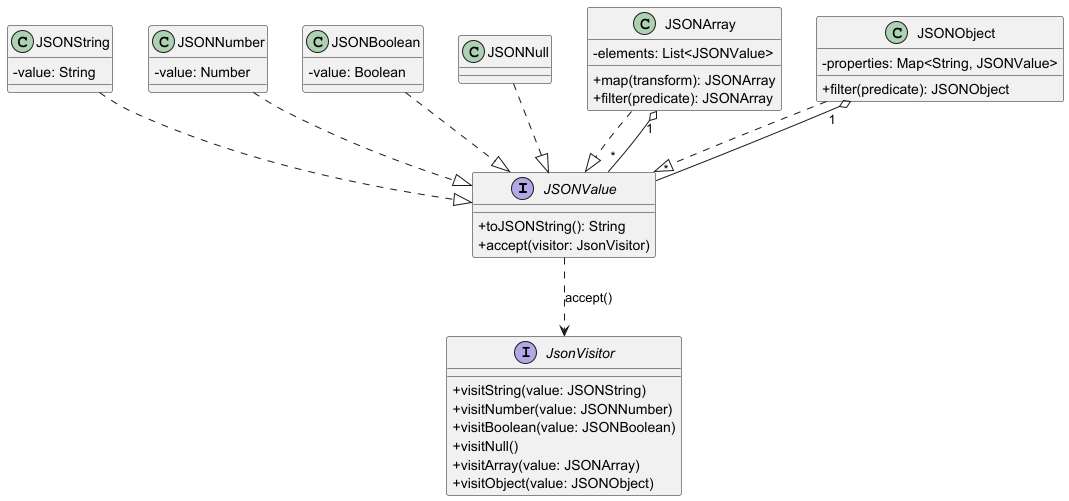 C JSONString
-value: String
C JSONNumber
-value: Number
C JSONBoolean
-value: Boolean
C JSONNull
C JSONArray
-elements: List<JSONValue>
+map(transform): JSONArray
+filter(predicate): JSONArray
C JSONObject
-properties: Map<String, JSONValue>
+filter(predicate): JSONObject
1
1
*
*
I JSONValue
+toJSONString(): String
+accept(visitor: JsonVisitor)
accept()
I JsonVisitor
+visitString(value: JSONString)
+visitNumber(value: JSONNumber)
+visitBoolean(value: JSONBoolean)
+visitNull()
+visitArray(value: JSONArray)
+visitObject(value: JSONObject)